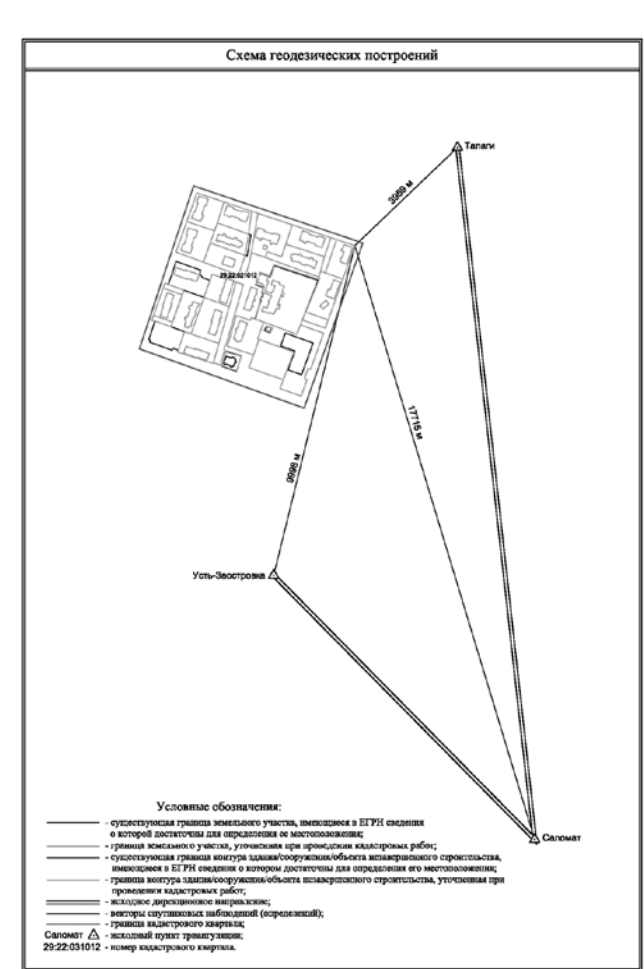 Схема геодезических построений
Талаги
3959 м
29:22:021012
17715 м
9998 м
Усть-Заостровка
Саломат
Условные обозначения:
- существующая граница земельного участка, имеющиеся в ЕГРН сведения
о которой достаточны для определения ее местоположения;
- граница земельного участка, уточненная при проведении кадастровых работ;
- существующая граница контура здания/сооружения/объекта незавершенного строительства,
имеющиеся в ЕГРН сведения о котором достаточны для определения его местоположения;
- граница контура здания/сооружения/объекта незавершенного строительства, уточненная при
проведении кадастровых работ;
- исходное дирекционное направление;
- векторы спутниковых наблюдений (определений);
- граница кадастрового квартала;
Саломат - исходный пункт триангуляции;
29:22:031012 - номер кадастрового квартала.